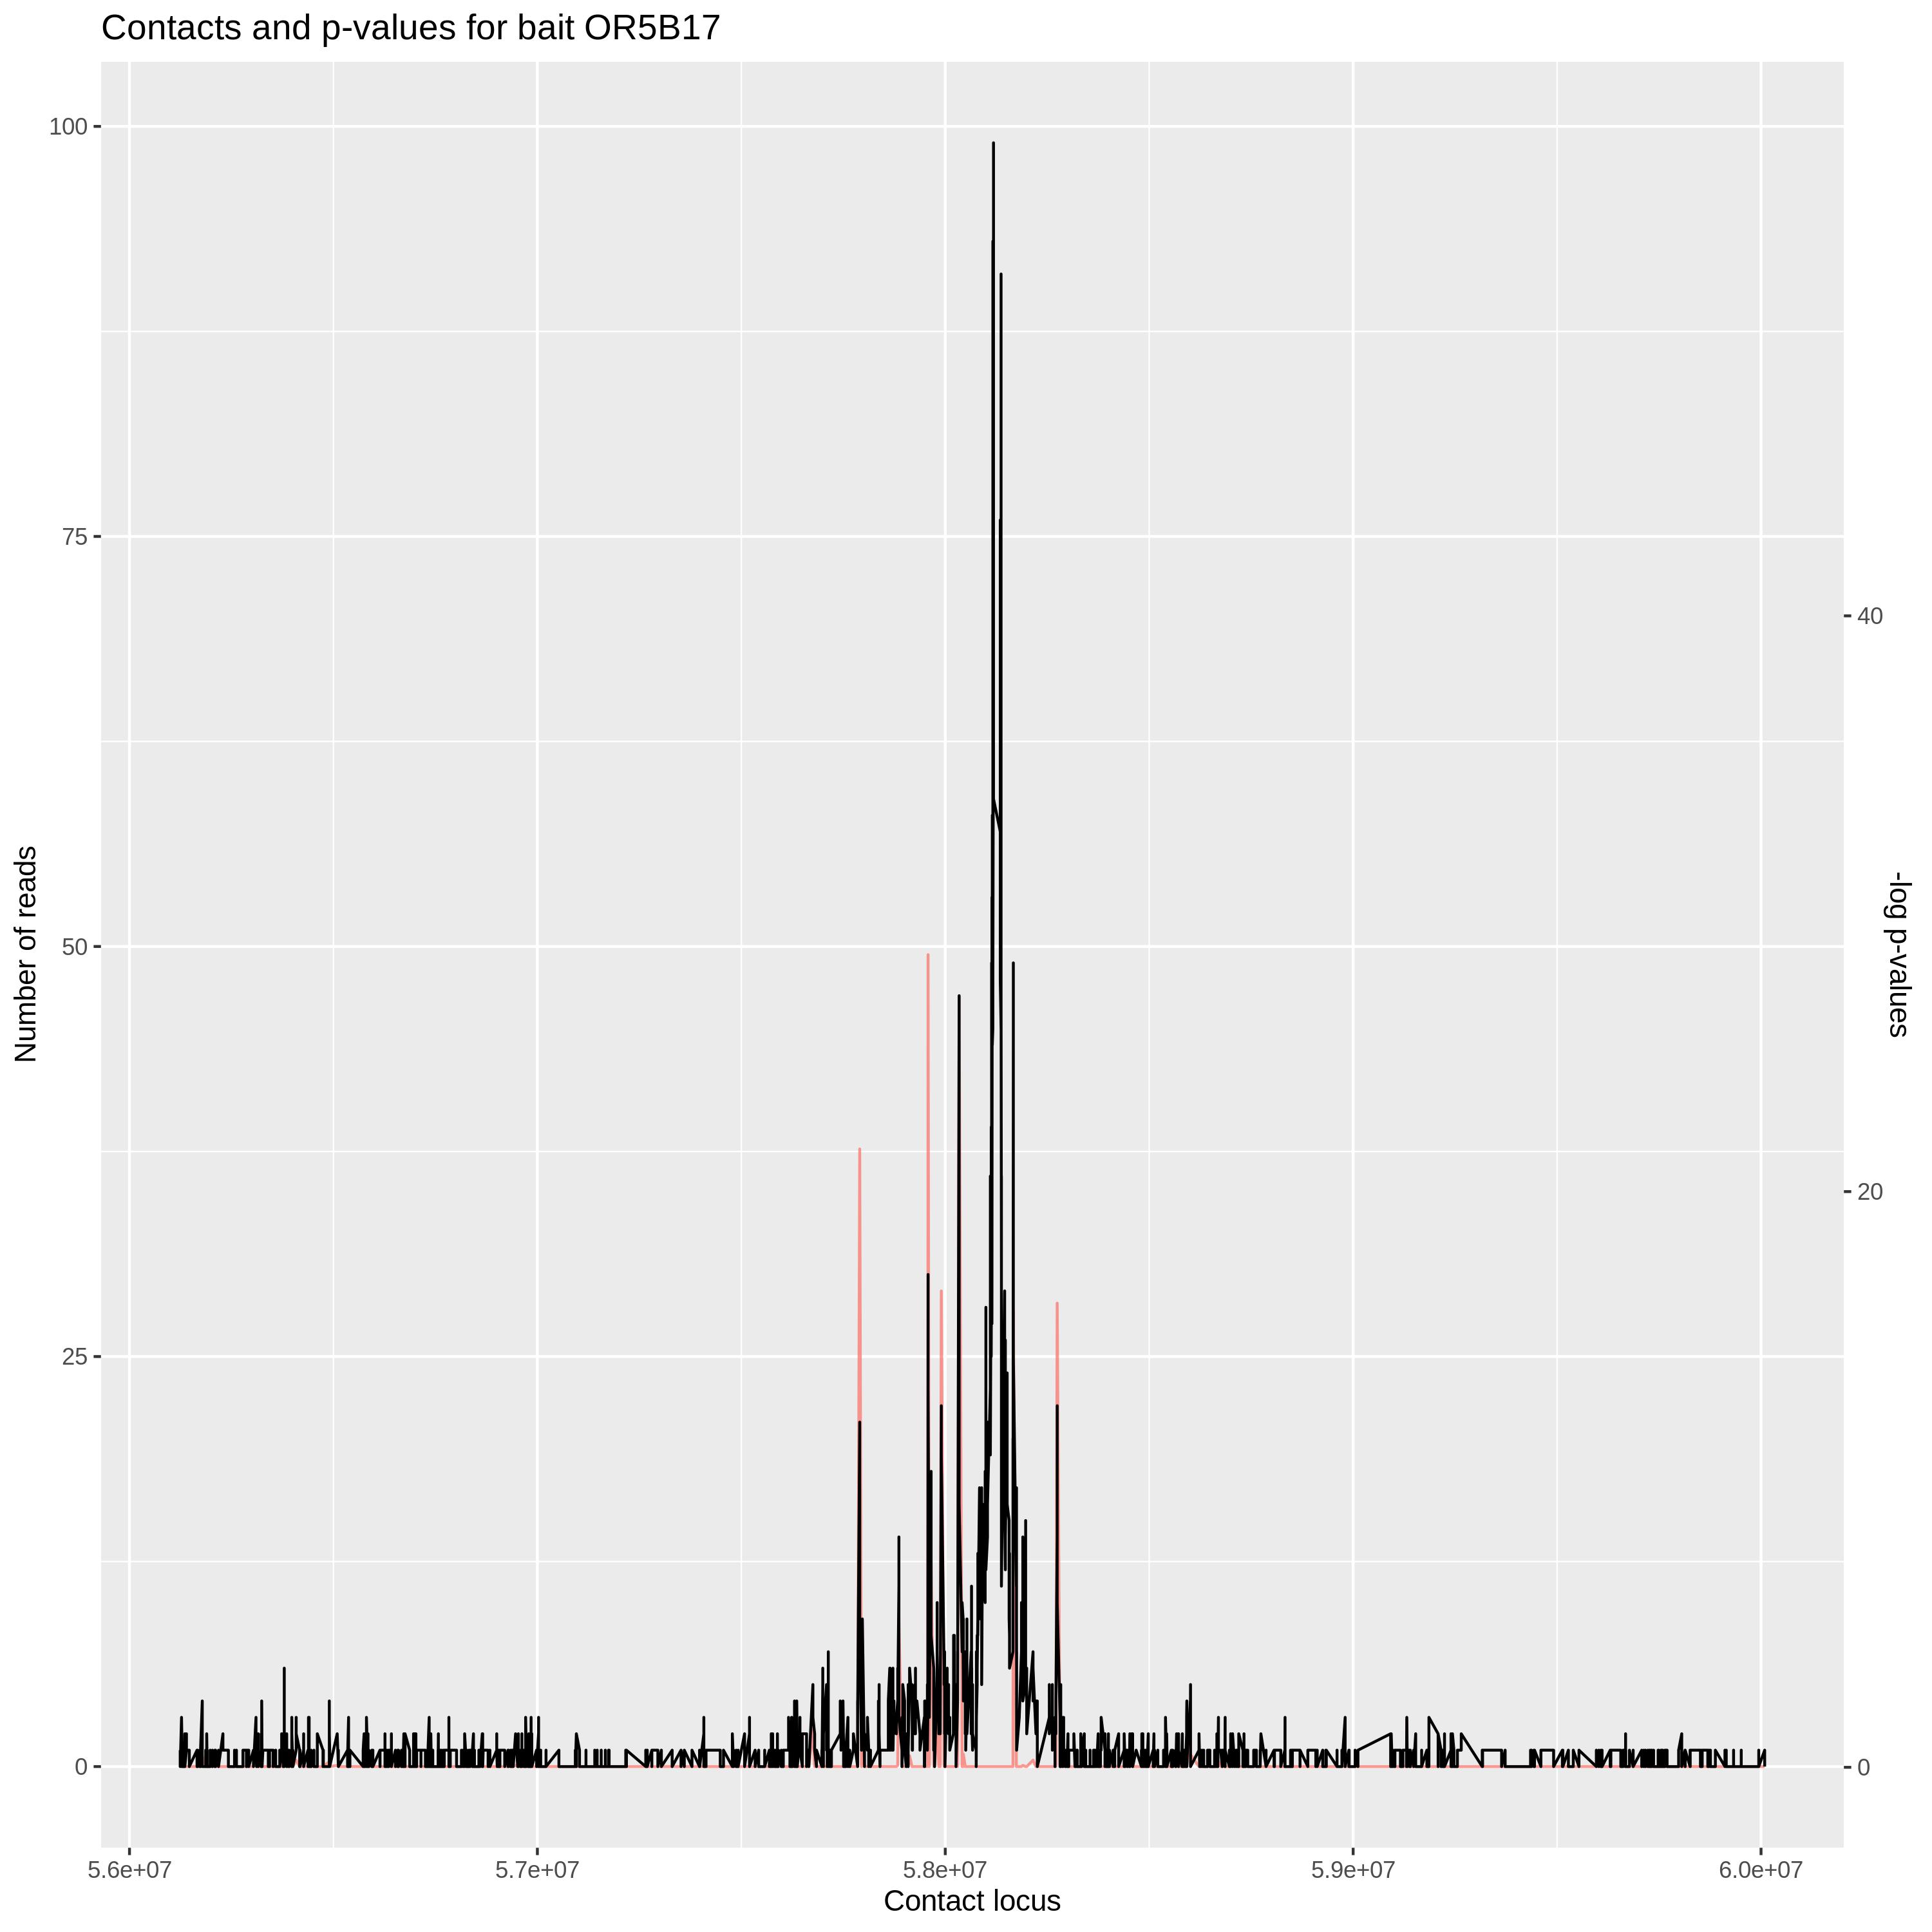 Contacts and p-values for bait OR5B17
100
75
50
25
0
Number of reads
40
20
0
-log p-values
5.6e+07 5.7e+07 5.8e+07 5.9e+07 6.0e+07
Contact locus